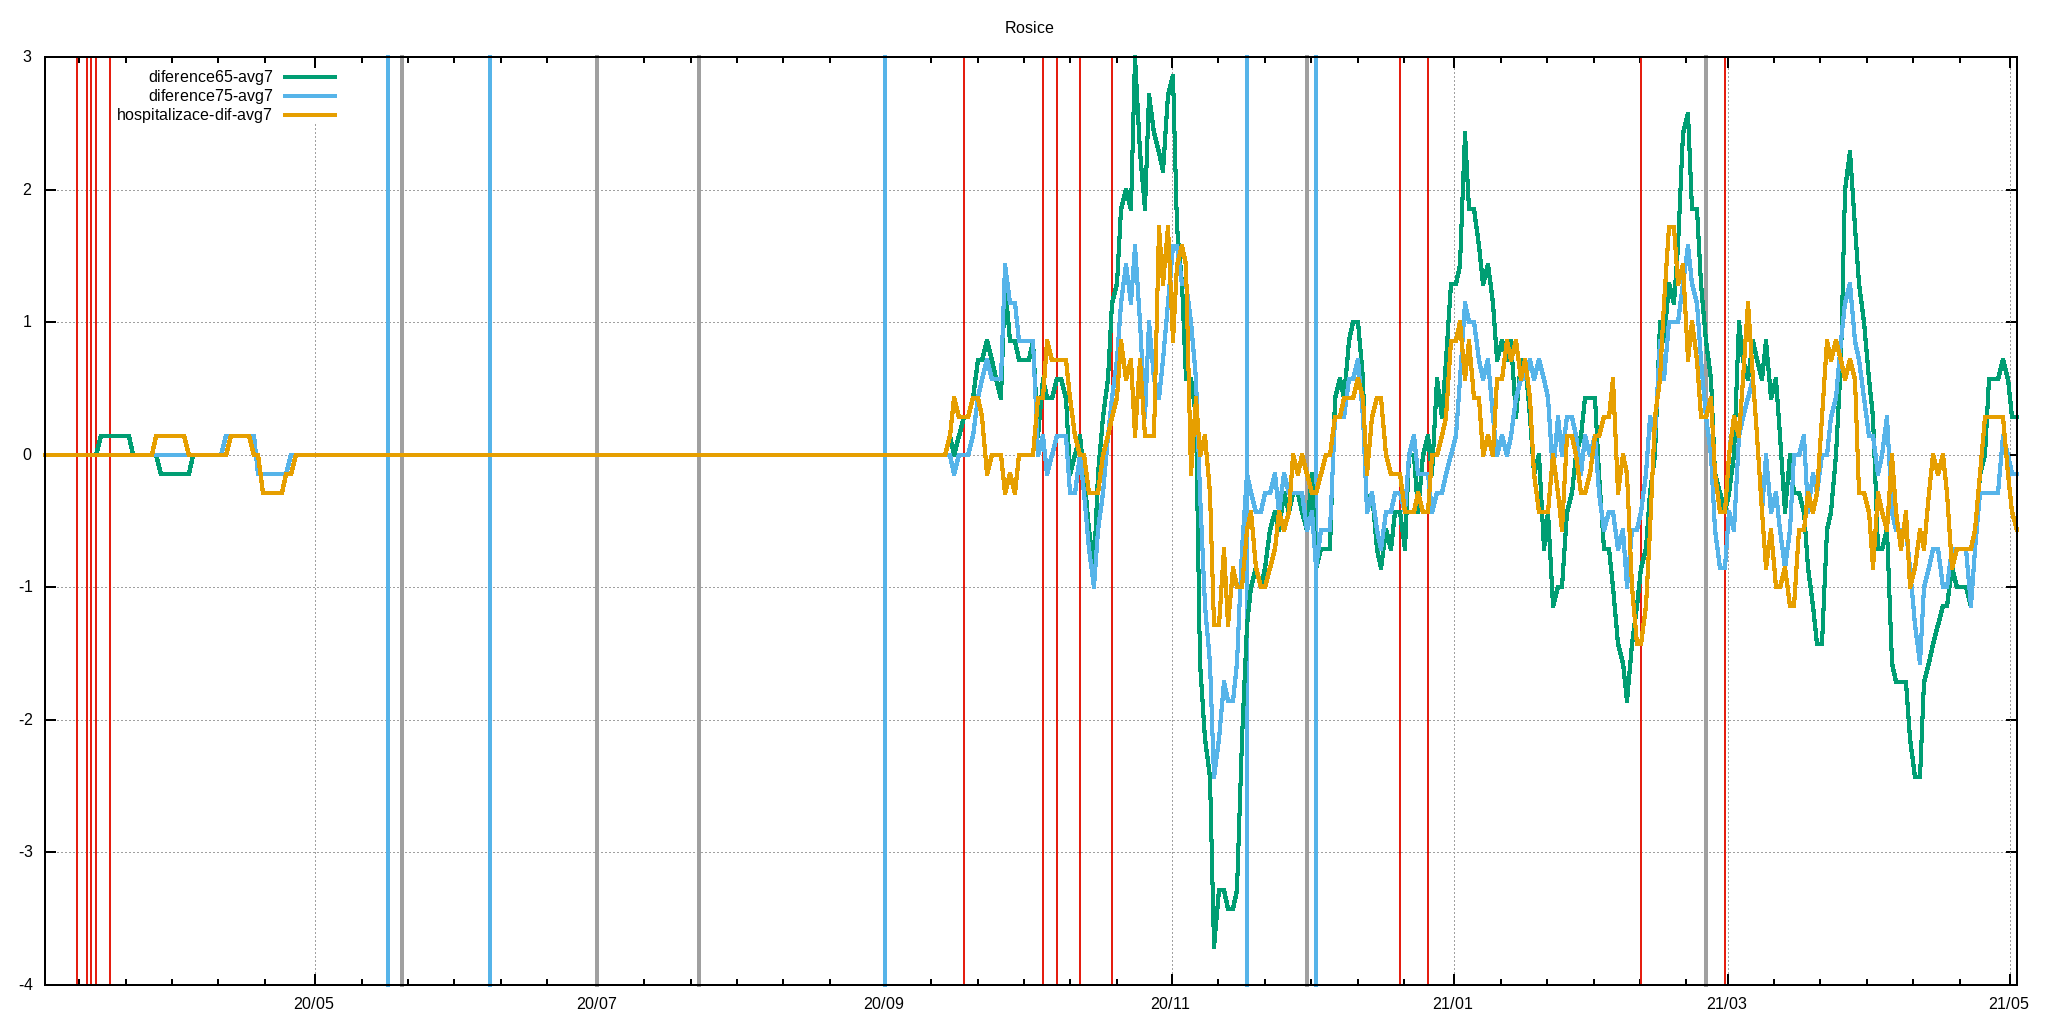 Rosice
diference65-avg7
diference75-avg7
hospitalizace-dif-avg7
3
2
1
0
-1
-2
-3
-4
20/05 20/07 20/09 20/11 21/01 21/03 21/05